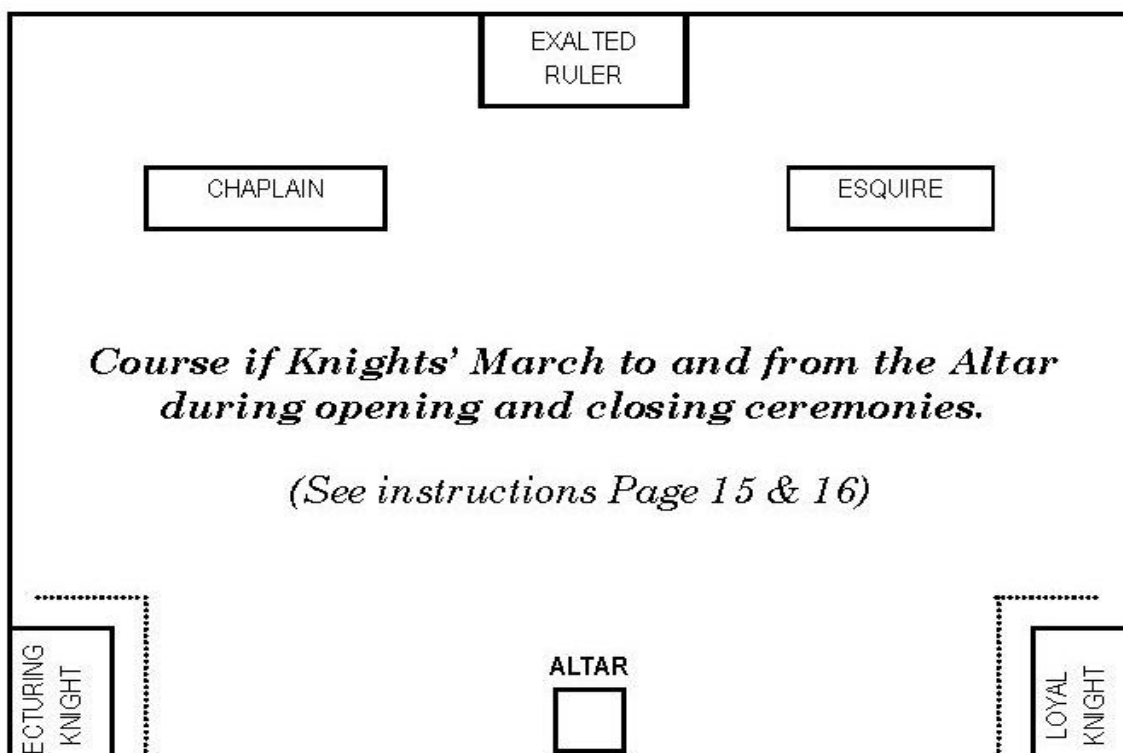 EXALTED
RULER
CHAPLAIN
ESQUIRE
Course if Knights' March to and from the Altar
during opening and closing ceremonies.
(See instructions Page 15 & 16)
ECTURING
KNIGHT
ALTAR
LOYAL
KNIGHT